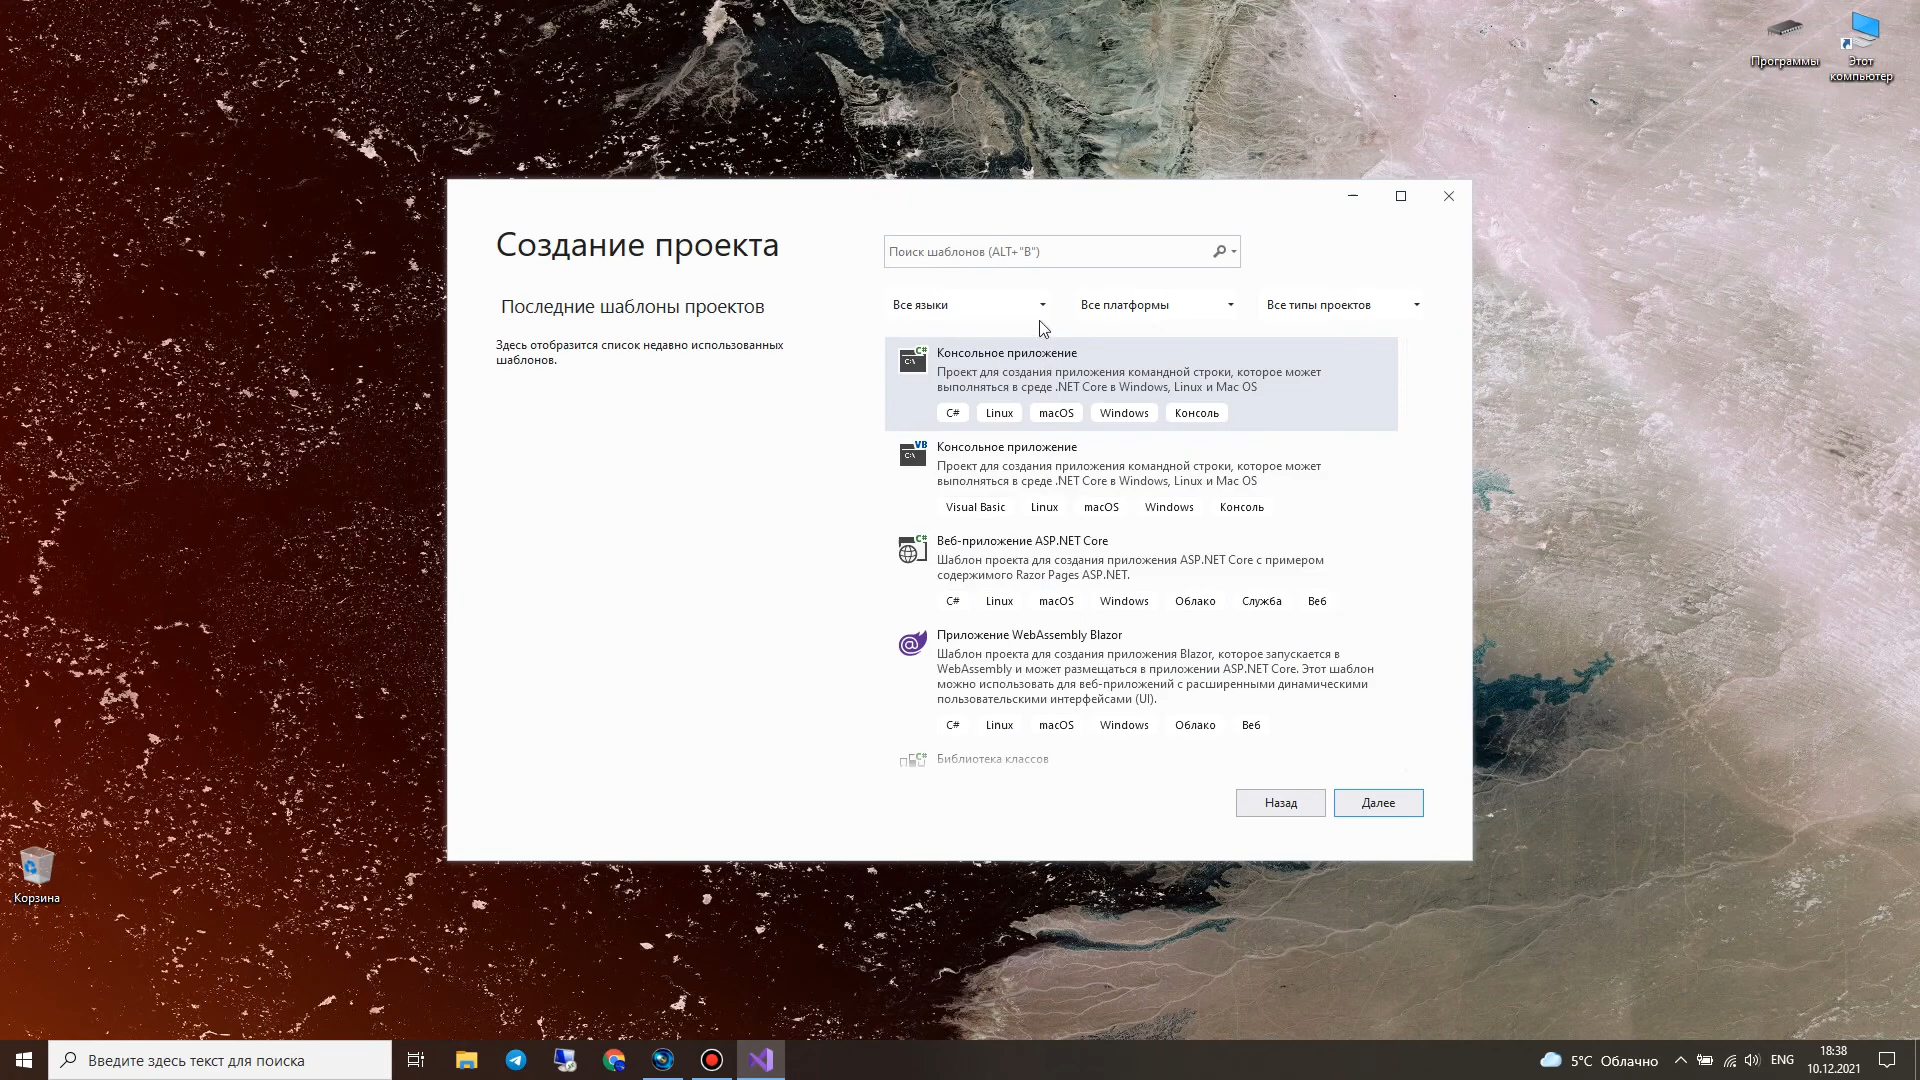 Программы
Этот
компьютер
Создание проекта
Поиск шаблонов (ALT+"B")
Последние шаблоны проектов
Все языки
Все платформы
Все типы проектов
Здесь отобразится список недавно использованных
шаблонов.
Консольное приложение
Проект для создания приложения командной строки, которое может
выполняться в среде .NET Core в Windows, Linux и Mac OS
C# Linux macOS Windows Консоль
Консольное приложение
Проект для создания приложения командной строки, которое может
выполняться в среде .NET Core в Windows, Linux и Mac OS
Visual Basic Linux macOS Windows Консоль
Веб-приложение ASP.NET Core
Шаблон проекта для создания приложения ASP.NET Core с примером
содержимого Razor Pages ASP.NET.
C# Linux macOS Windows Облако Служба Веб
Приложение WebAssembly Blazor
Шаблон проекта для создания приложения Blazor, которое запускается в
WebAssembly и может размещаться в приложении ASP.NET Core. Этот шаблон
можно использовать для веб-приложений с расширенными динамическими
пользовательскими интерфейсами (UI).
C# Linux macOS Windows Облако Веб
Библиотека классов
Назад
Далее
Корзина
Введите здесь текст для поиска
5°C Облачно
ENG
18:38
10.12.2021